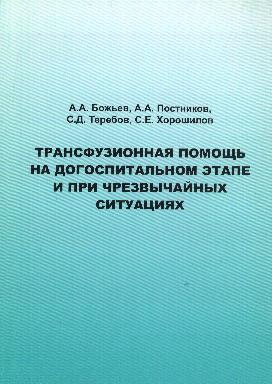 А.А. Божьев, А.А. Постников,
С.Д. Теребов, С.Е. Хорошилов
ТРАНСФУЗИОННАЯ ПОМОЩЬ
НА ДОГОСПИТАЛЬНОМ ЭТАПЕ
И ПРИ ЧРЕЗВЫЧАЙНЫХ
СИТУАЦИЯХ